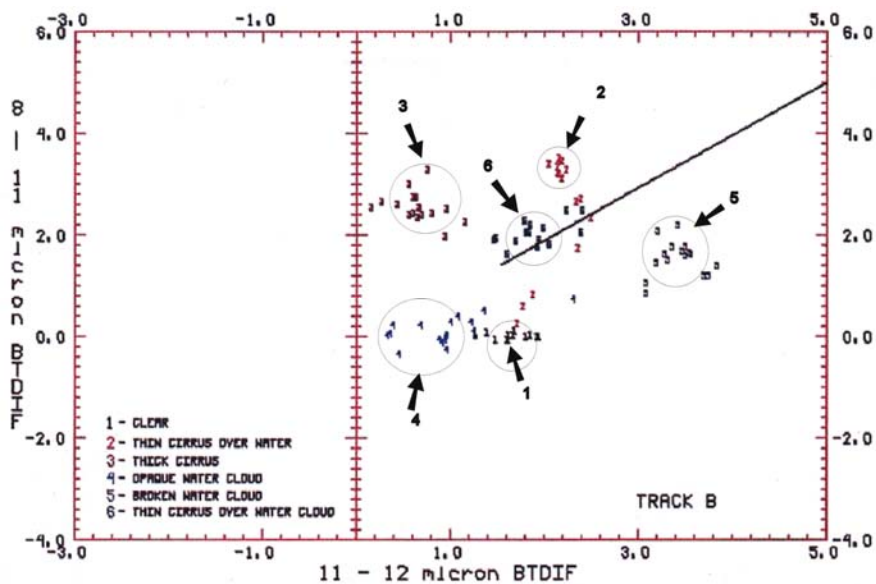 -3.0 -1.0 1.0 3.0 5.0
6.0 6.0
4.0 4.0
2.0 2.0
0.0 0.0
-2.0 -2.0
-4.0 -4.0
-3.0 -1.0 1.0 3.0 5.0
8 - 11 micron BTDIF
3
2
6
5
4
1
1 - CLEAR
2 - THIN CIRRUS OVER WATER
3 - THICK CIRRUS
4 - OPAQUE WATER CLOUD
5 - BROKEN WATER CLOUD
6 - THIN CIRRUS OVER WATER CLOUD
TRACK B
11 - 12 micron BTDIF